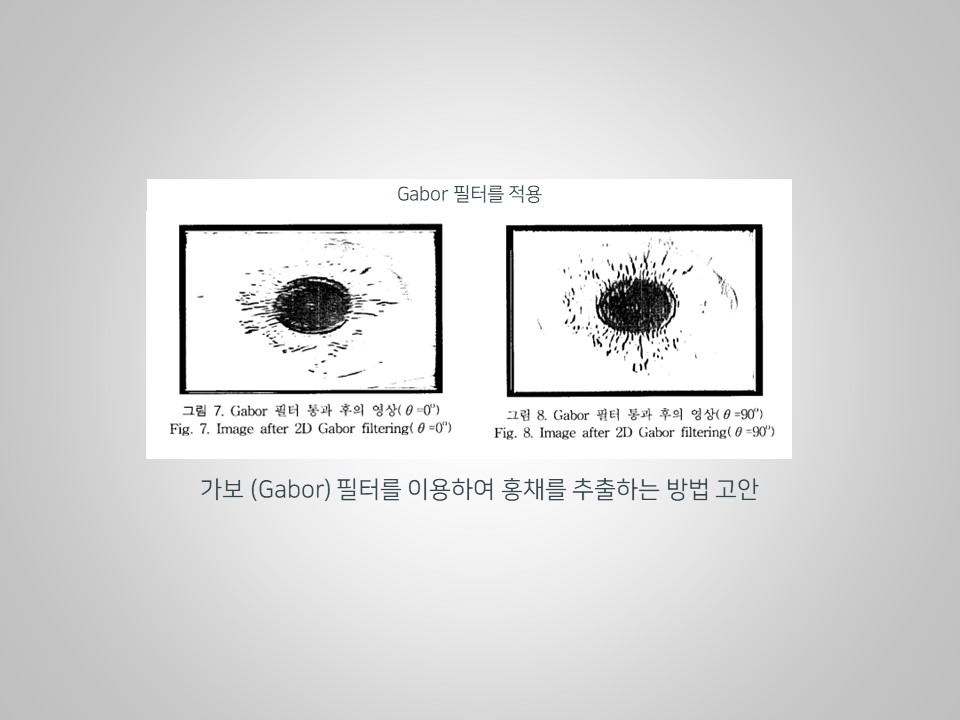 Gabor 필터를 적용
그림 7. Gabor 필터 통과 후의 영상( θ =0°)
Fig. 7. Image after 2D Gabor filtering( θ =0°)
그림 8. Gabor 필터 통과 후의 영상( θ =90°)
Fig. 8. Image after 2D Gabor filtering( θ =90°)
가보 (Gabor) 필터를 이용하여 홍채를 추출하는 방법 고안